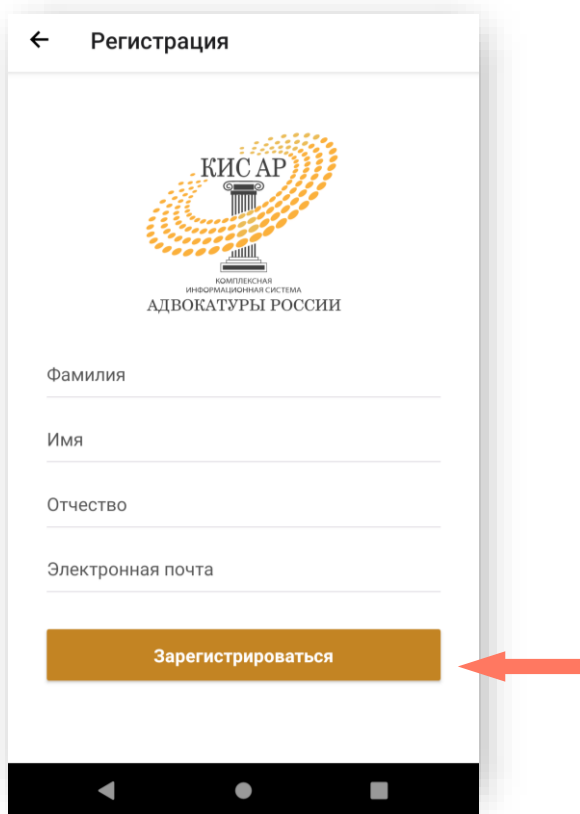 Регистрация
КИС АР
КОМПЛЕКСНАЯ
ИНФОРМАЦИОННАЯ СИСТЕМА
АДВОКАТУРЫ РОССИИ
Фамилия
Имя
Отчество
Электронная почта
Зарегистрироваться